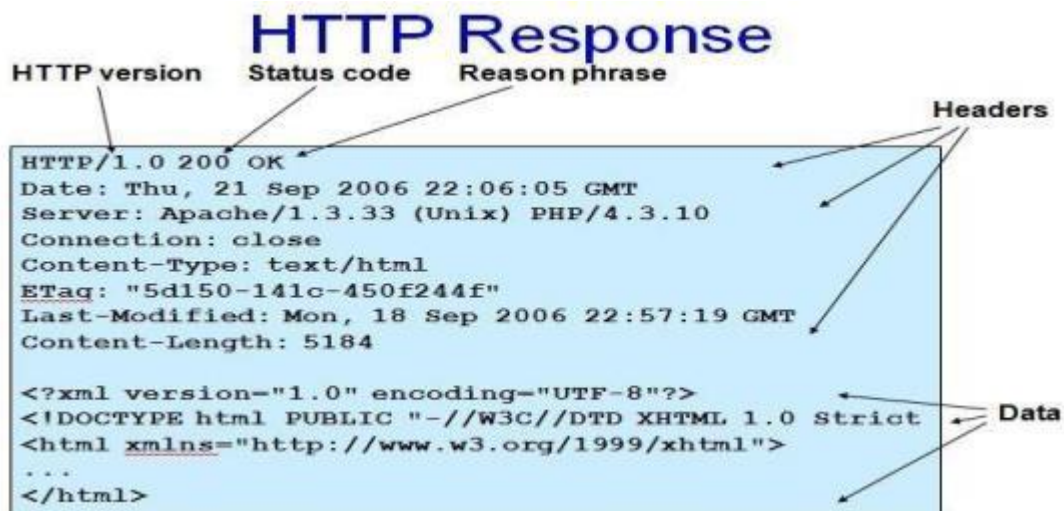 HTTP Response
HTTP version Status code Reason phrase
Headers
HTTP/1.0 200 OK
Date: Thu, 21 Sep 2006 22:06:05 GMT
Server: Apache/1.3.33 (Unix) PHP/4.3.10
Connection: close
Content-Type: text/html
ETag: "5d150-141c-450f244f"
Last-Modified: Mon, 18 Sep 2006 22:57:19 GMT
Content-Length: 5184
<?xml version="1.0" encoding="UTF-8"?>
<!DOCTYPE html PUBLIC "-//W3C//DTD XHTML 1.0 Strict
Data
<html xmlns="http://www.w3.org/1999/xhtml">
...
</html>